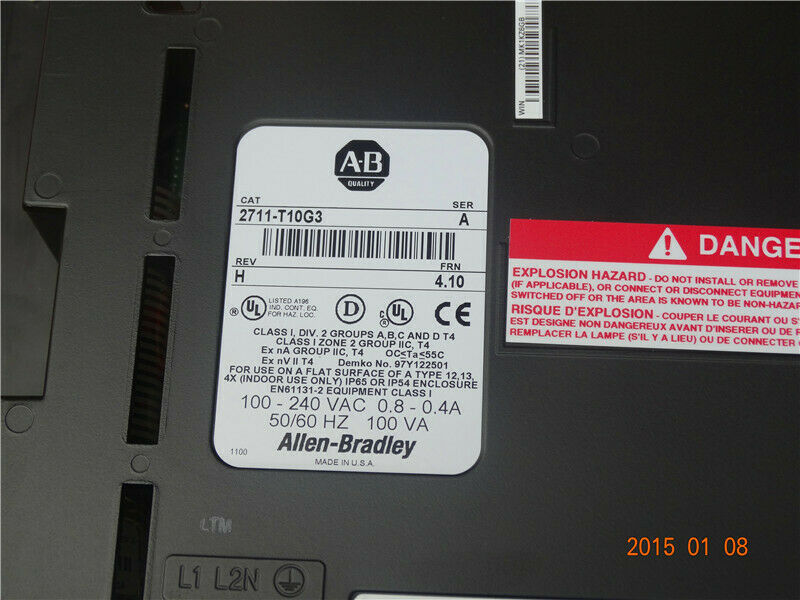 WIN (21) MK1KZ5GB
A-B
QUALITY
CAT SER
2711-T10G3 A
REV FRN
H 4.10
LISTED A196
IND. CONT. EQ.
FOR HAZ. LOC.
UL
D
c UL
CE
CLASS I, DIV. 2 GROUPS A,B,C AND D T4
CLASS I ZONE 2 GROUP IIC, T4
Ex nA GROUP IIC, T4 OC≤Ta≤55C
Ex nV II T4 Demko No. 97Y122501
FOR USE ON A FLAT SURFACE OF A TYPE 12,13,
4X (INDOOR USE ONLY) IP65 OR IP54 ENCLOSURE
EN61131-2 EQUIPMENT CLASS I
100 - 240 VAC 0.8 - 0.4A
50/60 HZ 100 VA
Allen-Bradley
1100
MADE IN U.S.A.
DANGE
EXPLOSION HAZARD - DO NOT INSTALL OR REMOVE
(IF APPLICABLE), OR CONNECT OR DISCONNECT EQUIPMEN
SWITCHED OFF OR THE AREA IS KNOWN TO BE NON-HAZAR
RISQUE D'EXPLOSION - COUPER LE COURANT OU S'
EST DESIGNE NON DANGEREUX AVANT D'INSERER OU DE
REMPLACER LA LAMPE (S'IL Y A LIEU) OU DE CONNECTER
LTM
L1 L2N
2015 01 08